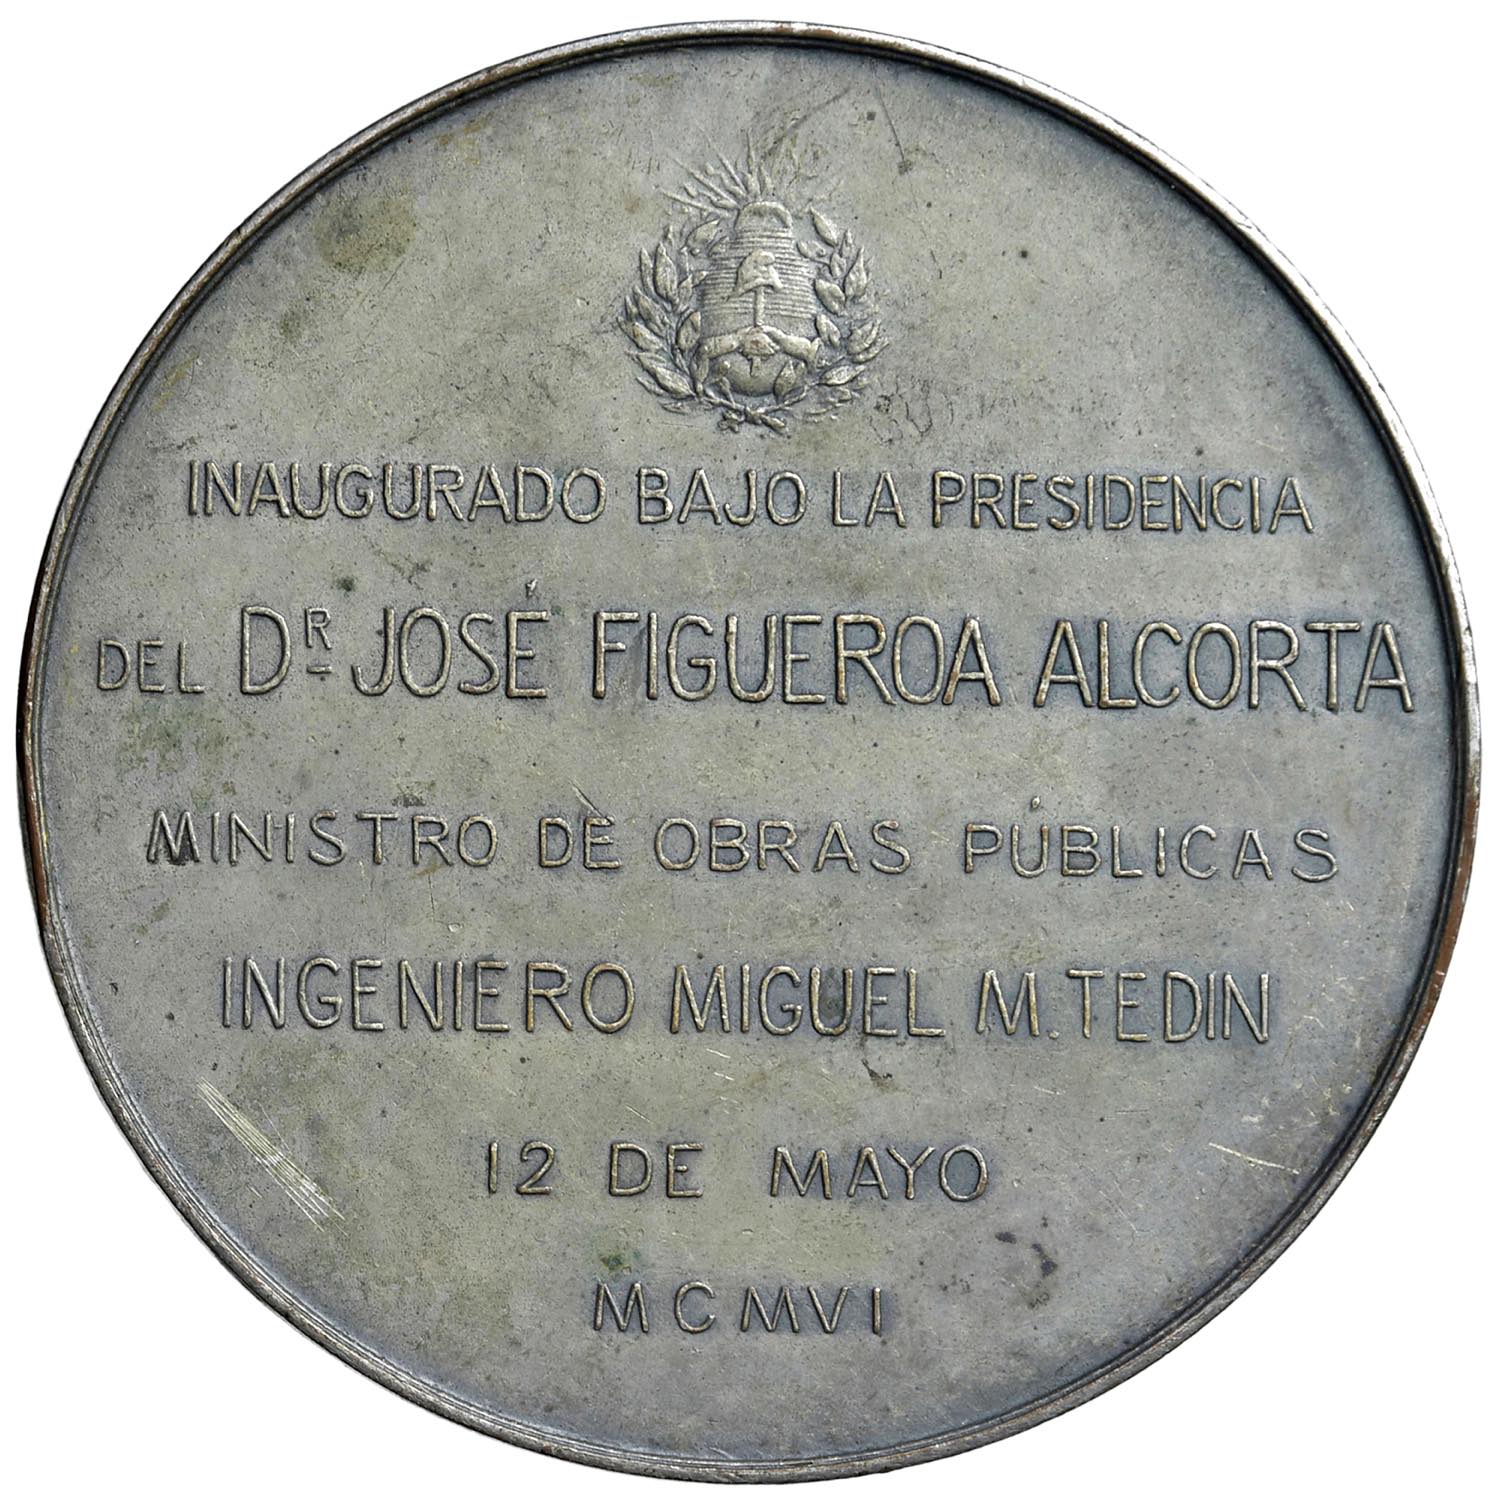 INAUGURADO BAJO LA PRESIDENCIA
DEL DR JOSÉ FIGUEROA ALCORTA
MINISTRO DE OBRAS PÚBLICAS
INGENIERO MIGUEL M. TEDIN
12 DE MAYO
MCMVI